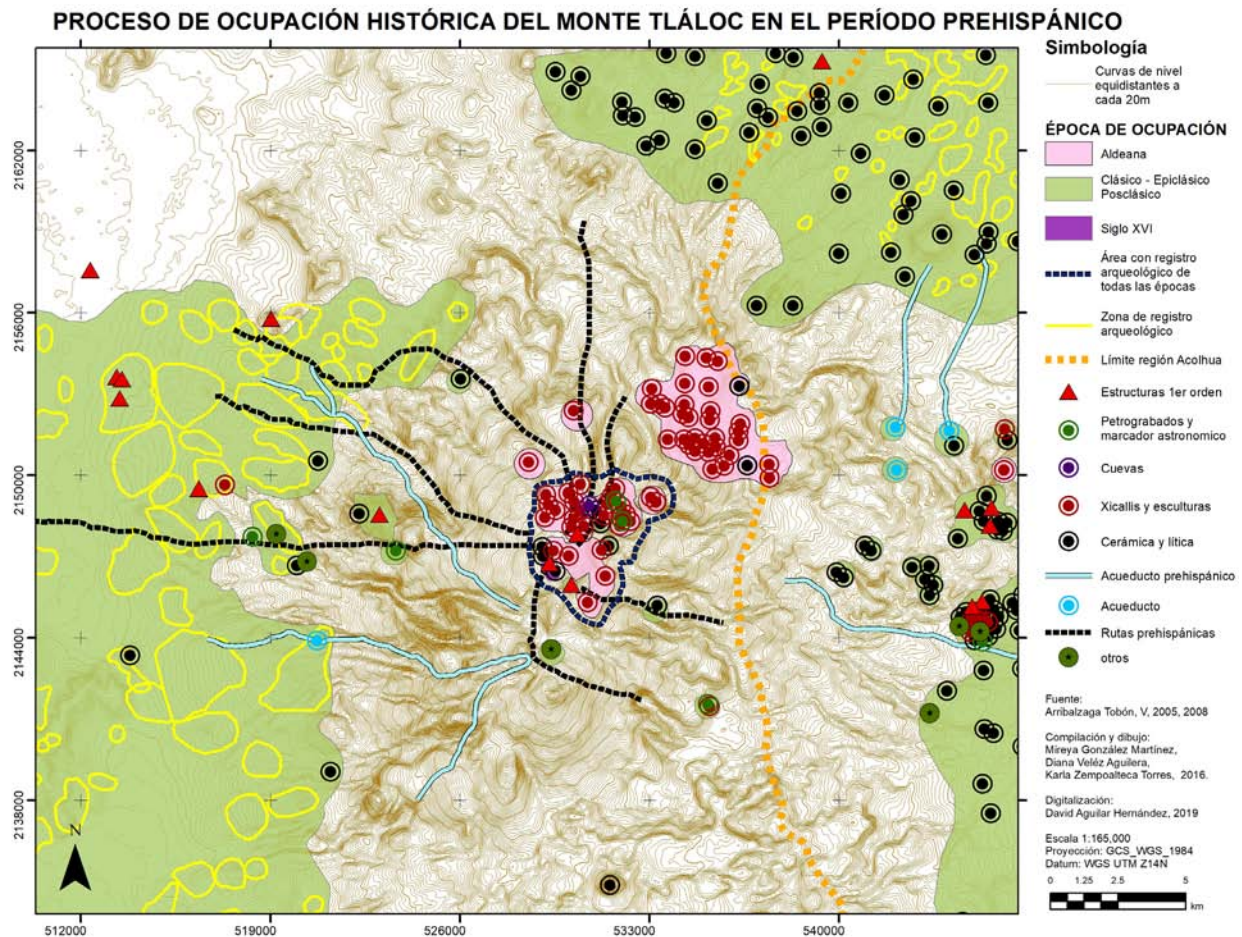 PROCESO DE OCUPACIÓN HISTÓRICA DEL MONTE TLÁLOC EN EL PERÍODO PREHISPÁNICO
Simbología
Curvas de nivel
equidistantes a
cada 20m
ÉPOCA DE OCUPACIÓN
Aldeana
Clásico - Epiclásico
Posclásico
Siglo XVI
Área con registro
arqueológico de
todas las épocas
Zona de registro
arqueológico
Límite región Acolhua
Estructuras 1er orden
Petrograbados y
marcador astronomico
Cuevas
Xicallis y esculturas
Cerámica y lítica
Acueducto prehispánico
Acueducto
Rutas prehispánicas
otros
Fuente:
Arribalzaga Tobón, V, 2005, 2008
Compilación y dibujo:
Mireya González Martínez,
Diana Veléz Aguilera,
Karla Zempoalteca Torres, 2016.
Digitalización:
David Aguilar Hernández, 2019
Escala 1:165,000
Proyección: GCS_WGS_1984
Datum: WGS UTM Z14N
0 1.25 2.5 5
km
2162000
2156000
2150000
2144000
2138000
N
512000 519000 526000 533000 540000